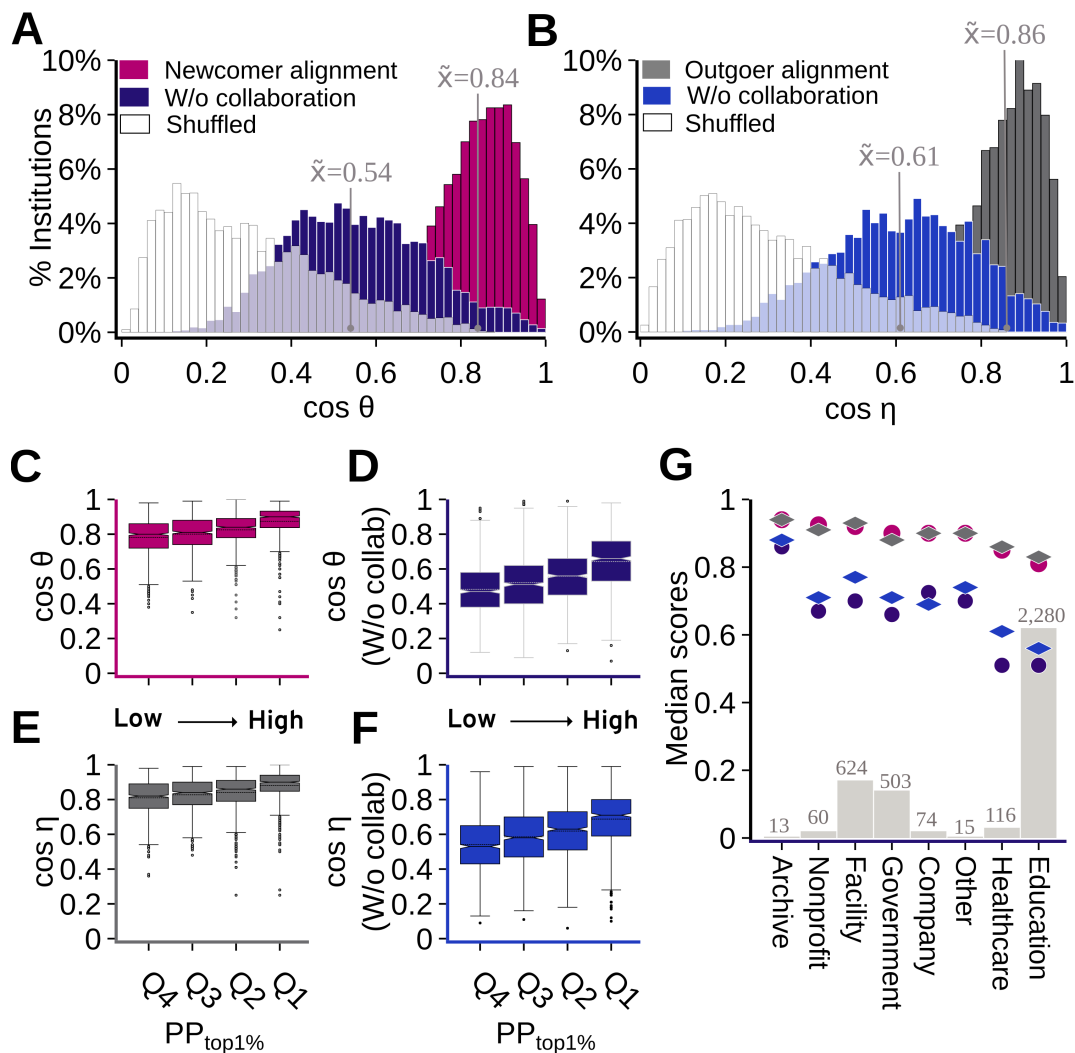 A
10%
8%
6%
4%
2%
0%
% Institutions
Newcomer alignment
W/o collaboration
Shuffled
x̃=0.54
x̃=0.84
0 0.2 0.4 0.6 0.8 1
cos θ
B
10%
8%
6%
4%
2%
0%
Outgoer alignment
W/o collaboration
Shuffled
x̃=0.61
x̃=0.86
0 0.2 0.4 0.6 0.8 1
cos η
C
1
0.8
0.6
0.4
0.2
0
cos θ
Low → High
D
1
0.8
0.6
0.4
0.2
0
cos θ
(W/o collab)
Low → High
E
1
0.8
0.6
0.4
0.2
0
cos η
Q4 Q3 Q2 Q1
PPtop1%
F
1
0.8
0.6
0.4
0.2
0
cos η
(W/o collab)
Q4 Q3 Q2 Q1
PPtop1%
G
1
0.8
0.6
0.4
0.2
0
Median scores
13 60 624 503 74 15 116 2,280
Archive
Nonprofit
Facility
Government
Company
Other
Healthcare
Education